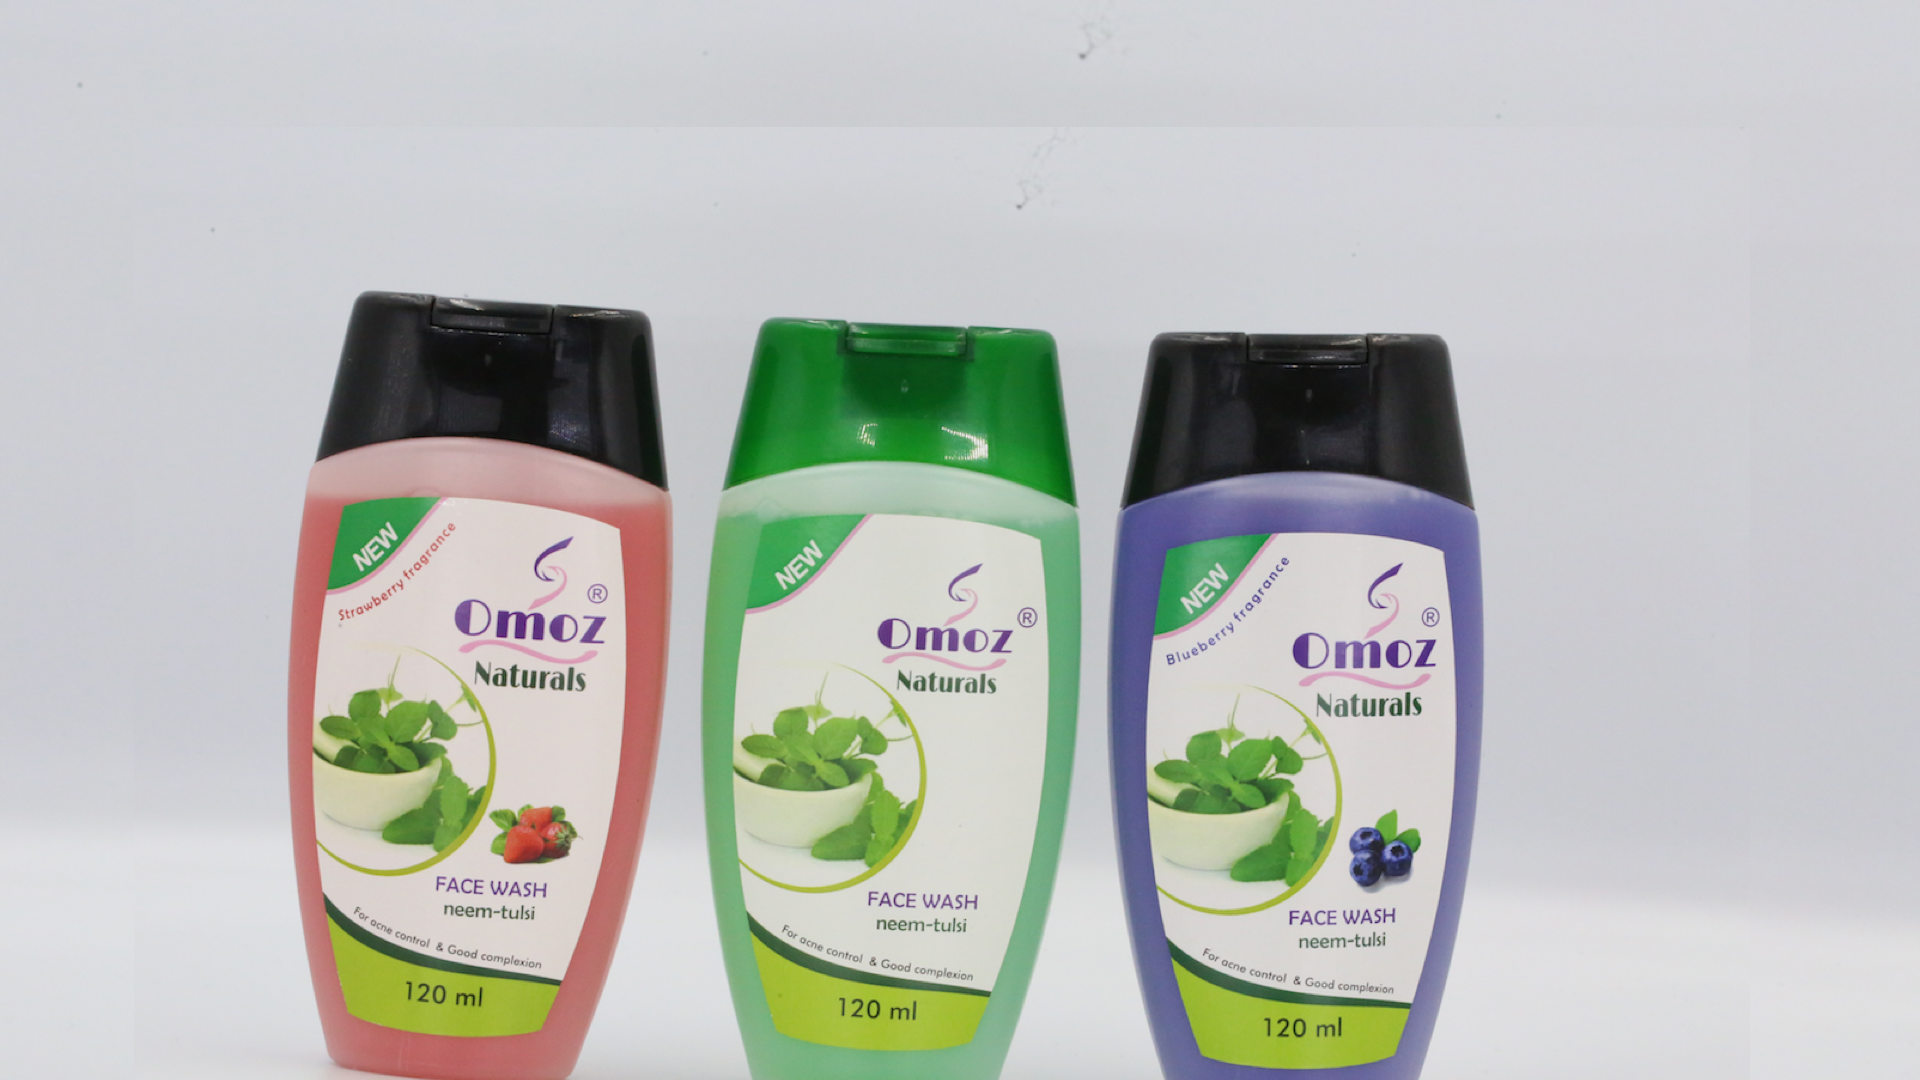 NEW
Strawberry fragrance
Omoz®
Naturals
FACE WASH
neem-tulsi
For acne control & Good complexion
120 ml
NEW
Omoz®
Naturals
FACE WASH
neem-tulsi
For acne control & Good complexion
120 ml
NEW
Blueberry fragrance
Omoz®
Naturals
FACE WASH
neem-tulsi
For acne control & Good complexion
120 ml